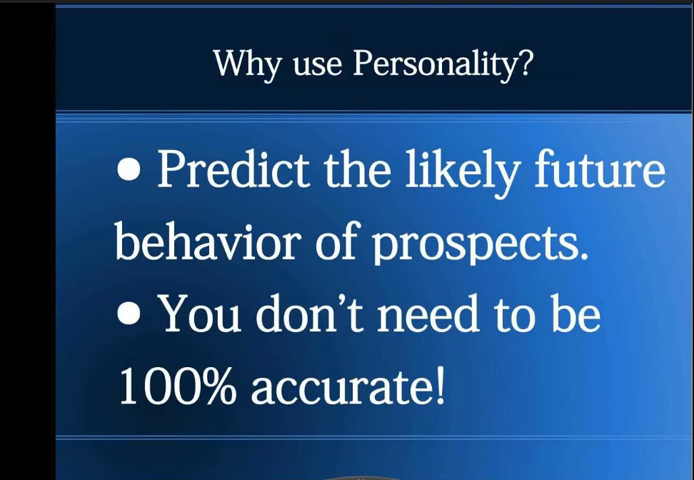 Why use Personality?
● Predict the likely future
behavior of prospects.
● You don’t need to be
100% accurate!